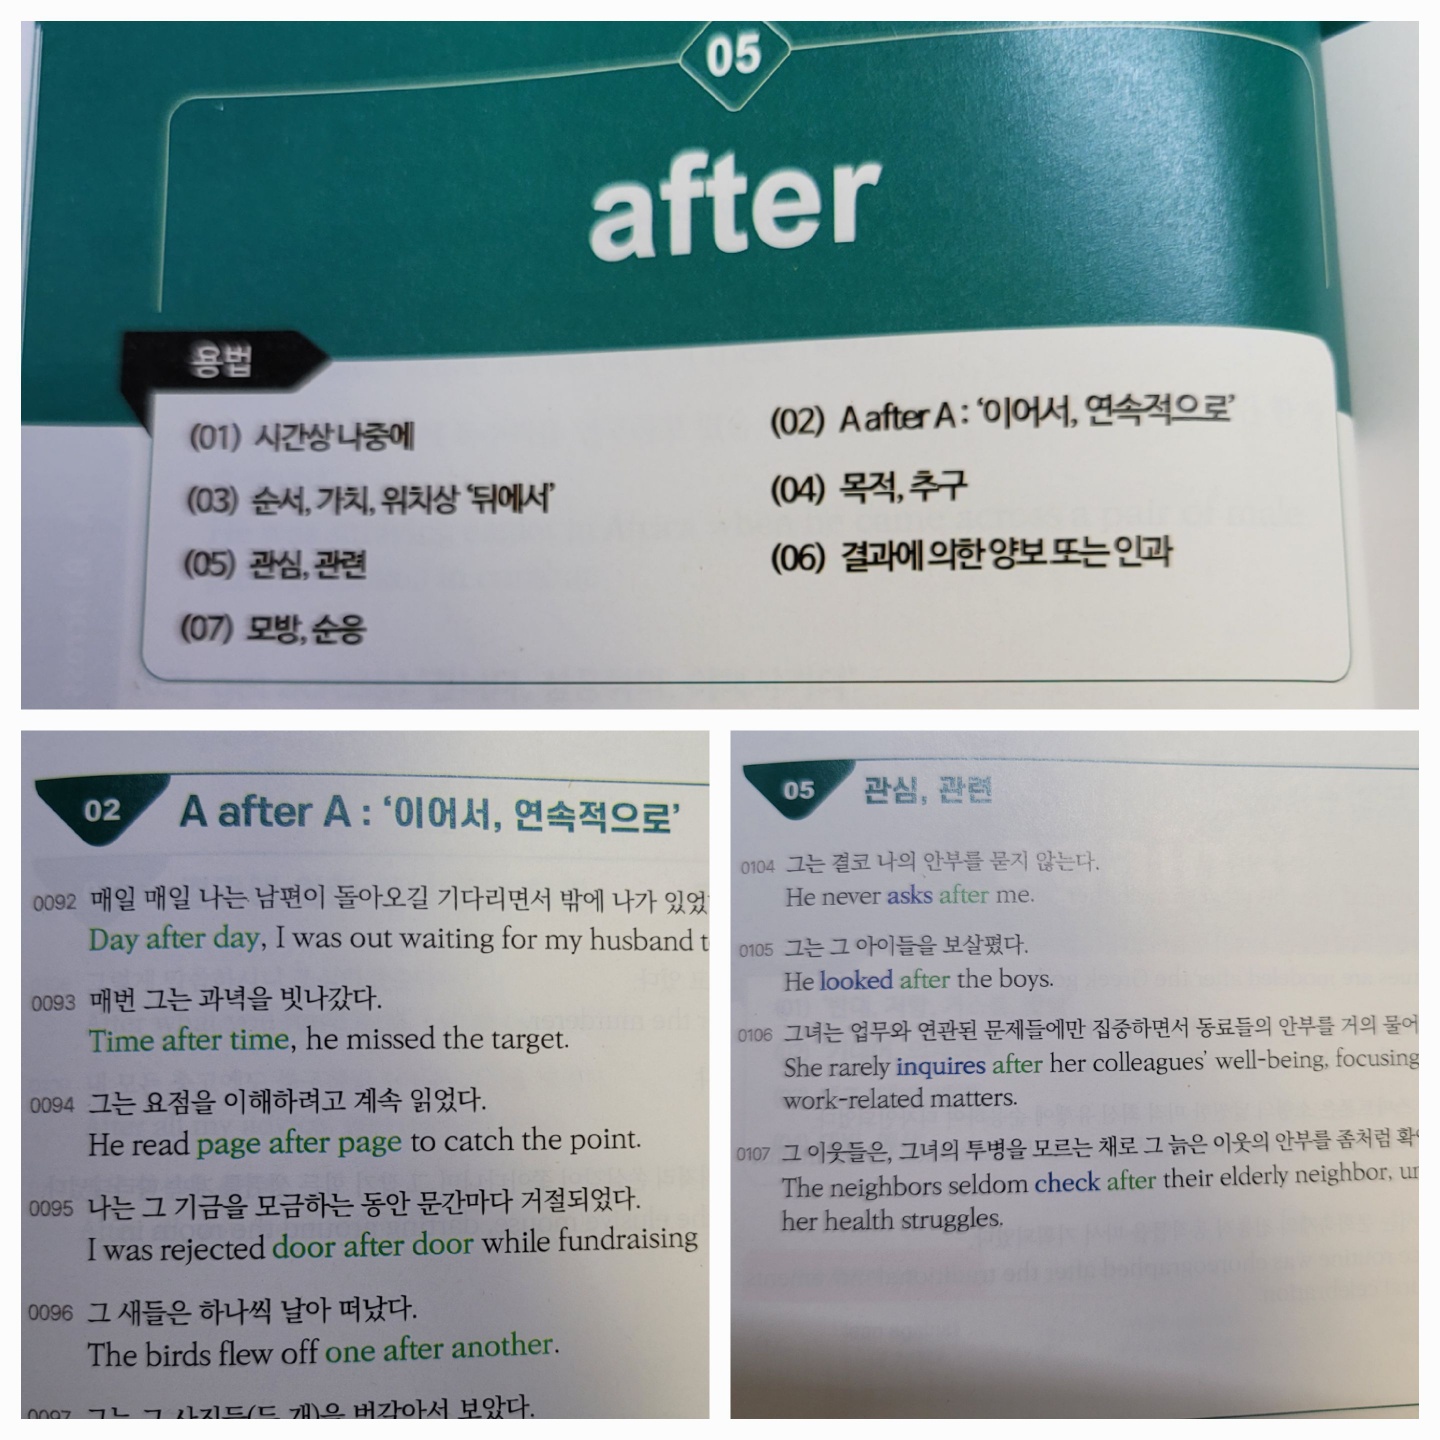 05
after
용법
(01) 시간상 나중에
(02) A after A : ‘이어서, 연속적으로’
(03) 순서, 가치, 위치상 ‘뒤에서’
(04) 목적, 추구
(05) 관심, 관련
(06) 결과에 의한 양보 또는 인과
(07) 모방, 순응
02 A after A : ‘이어서, 연속적으로’
0092 매일 매일 나는 남편이 돌아오길 기다리면서 밖에 나가 있었
Day after day, I was out waiting for my husband t
0093 매번 그는 과녁을 빗나갔다.
Time after time, he missed the target.
0094 그는 요점을 이해하려고 계속 읽었다.
He read page after page to catch the point.
0095 나는 그 기금을 모금하는 동안 문간마다 거절되었다.
I was rejected door after door while fundraising
0096 그 새들은 하나씩 날아 떠났다.
The birds flew off one after another.
0097 그는 그 사진들(두 개)을 번갈아서 보았다.
05 관심, 관련
0104 그는 결코 나의 안부를 묻지 않는다.
He never asks after me.
0105 그는 그 아이들을 보살폈다.
He looked after the boys.
0106 그녀는 업무와 연관된 문제들에만 집중하면서 동료들의 안부를 거의 물어
She rarely inquires after her colleagues’ well-being, focusing
work-related matters.
0107 그 이웃들은, 그녀의 투병을 모르는 채로 그 늙은 이웃의 안부를 좀처럼 확
The neighbors seldom check after their elderly neighbor, un
her health struggles.